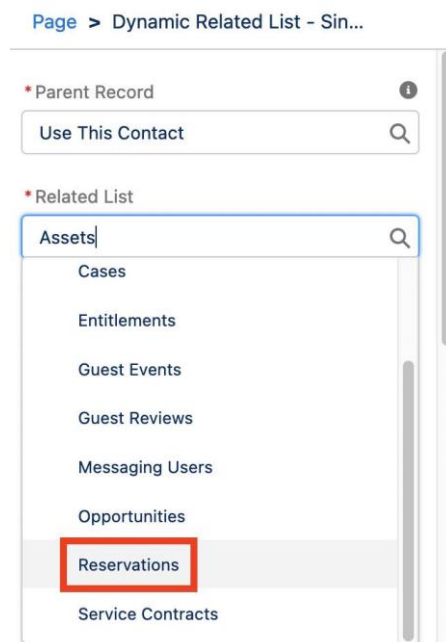 Page > Dynamic Related List - Sin...
*Parent Record
Use This Contact
*Related List
Assets
Cases
Entitlements
Guest Events
Guest Reviews
Messaging Users
Opportunities
Reservations
Service Contracts